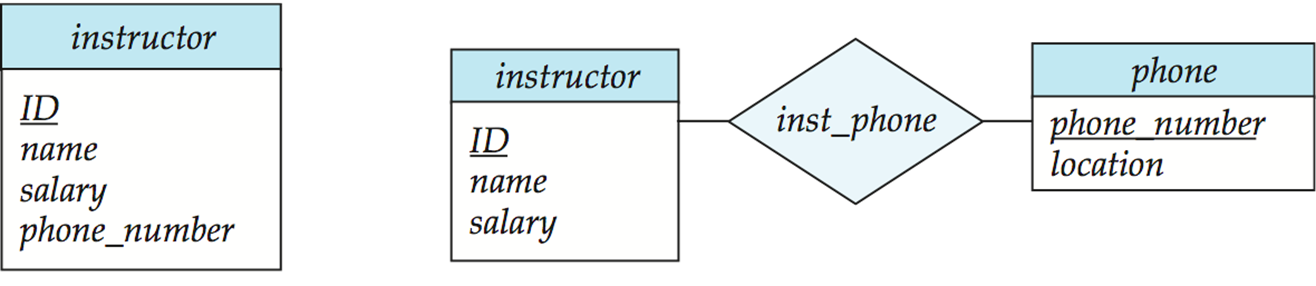 instructor
ID
name
salary
phone_number
instructor
ID
name
salary
inst_phone
phone
phone_number
location